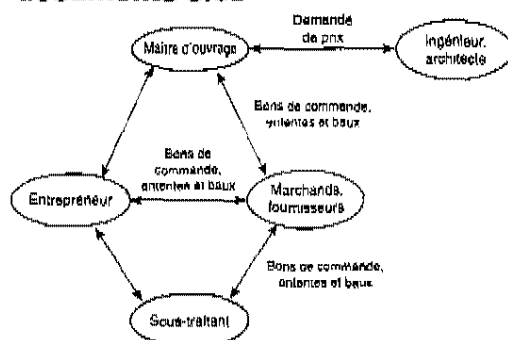 Demande
de prix
Maître d'ouvrage
Ingénieur,
architecte
Bons de commande,
ententes et baux
Bons de
commande,
ententes et baux
Entrepreneur
Marchands,
fournisseurs
Bons de commande,
ententes et baux
Sous-traitant